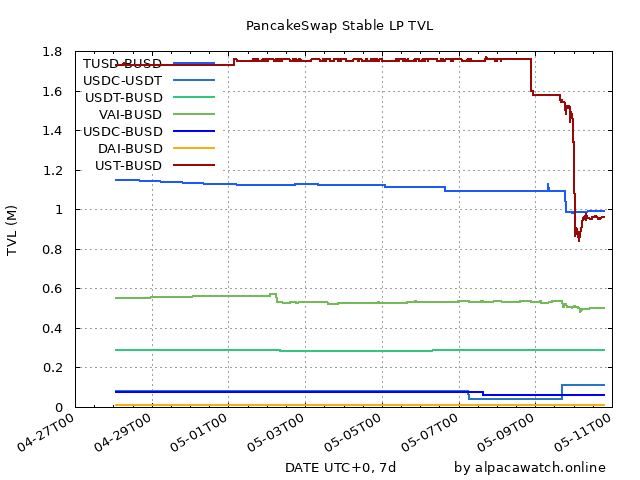 PancakeSwap Stable LP TVL
1.8
1.6
1.4
1.2
1
0.8
0.6
0.4
0.2
0
TVL (M)
TUSD-BUSD
USDC-USDT
USDT-BUSD
VAI-BUSD
USDC-BUSD
DAI-BUSD
UST-BUSD
04-27T00
04-29T00
05-01T00
05-03T00
05-05T00
05-07T00
05-09T00
05-11T00
DATE UTC+0, 7d
by alpacawatch.online